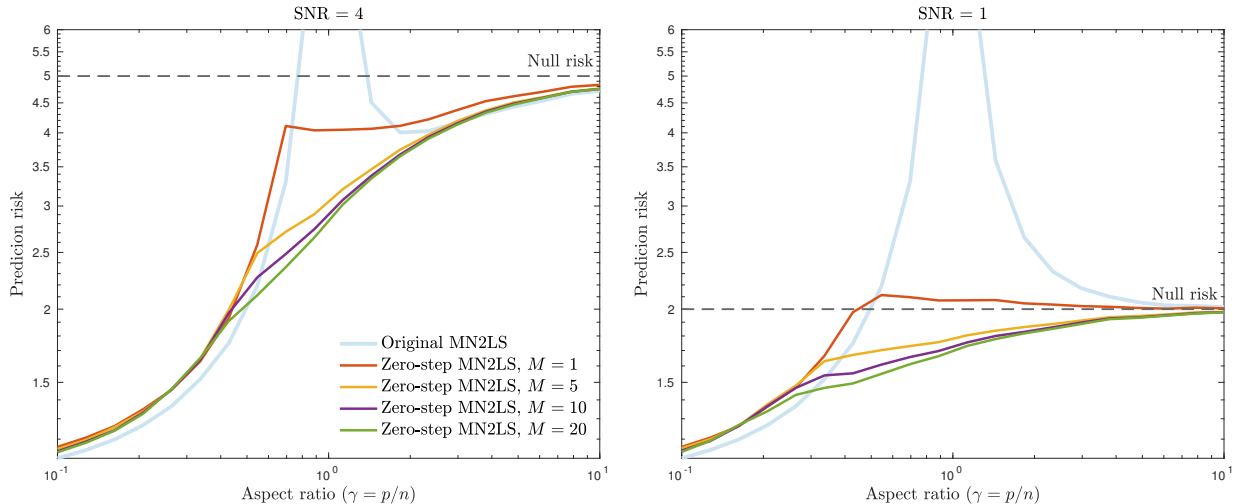 SNR = 4
6
5.5
5
4.5
4
3.5
3
2.5
2
1.5
Predicion risk
Null risk
Original MN2LS
Zero-step MN2LS, M = 1
Zero-step MN2LS, M = 5
Zero-step MN2LS, M = 10
Zero-step MN2LS, M = 20
10^-1
10^0
10^1
Aspect ratio (γ = p/n)
SNR = 1
6
5.5
5
4.5
4
3.5
3
2.5
2
1.5
Predicion risk
Null risk
10^-1
10^0
10^1
Aspect ratio (γ = p/n)